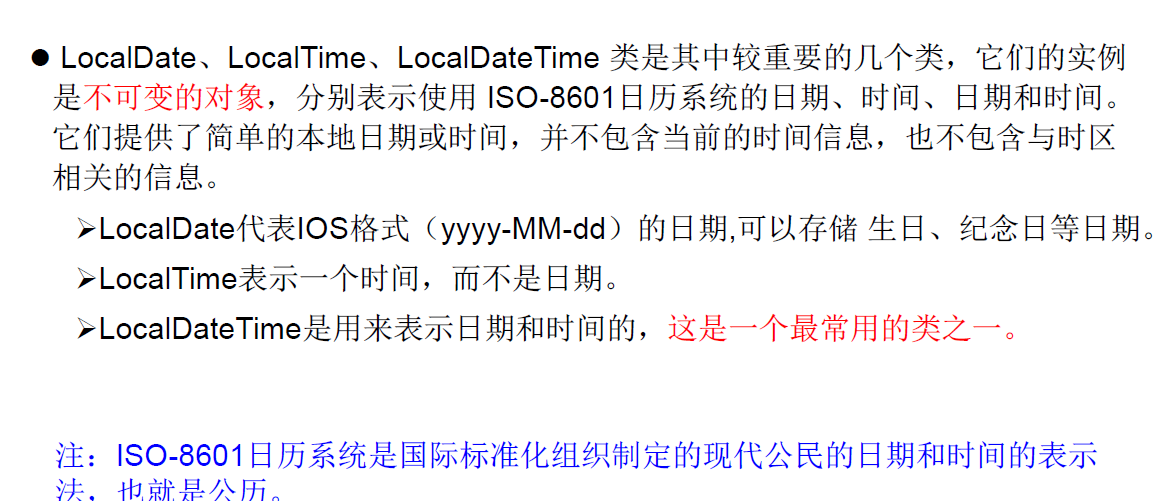 ● LocalDate、LocalTime、LocalDateTime 类是其中较重要的几个类，它们的实例
是不可变的对象，分别表示使用 ISO-8601日历系统的日期、时间、日期和时间。
它们提供了简单的本地日期或时间，并不包含当前的时间信息，也不包含与时区
相关的信息。
➢LocalDate代表IOS格式（yyyy-MM-dd）的日期,可以存储 生日、纪念日等日期。
➢LocalTime表示一个时间，而不是日期。
➢LocalDateTime是用来表示日期和时间的，这是一个最常用的类之一。
注：ISO-8601日历系统是国际标准化组织制定的现代公民的日期和时间的表示
法，也就是公历。